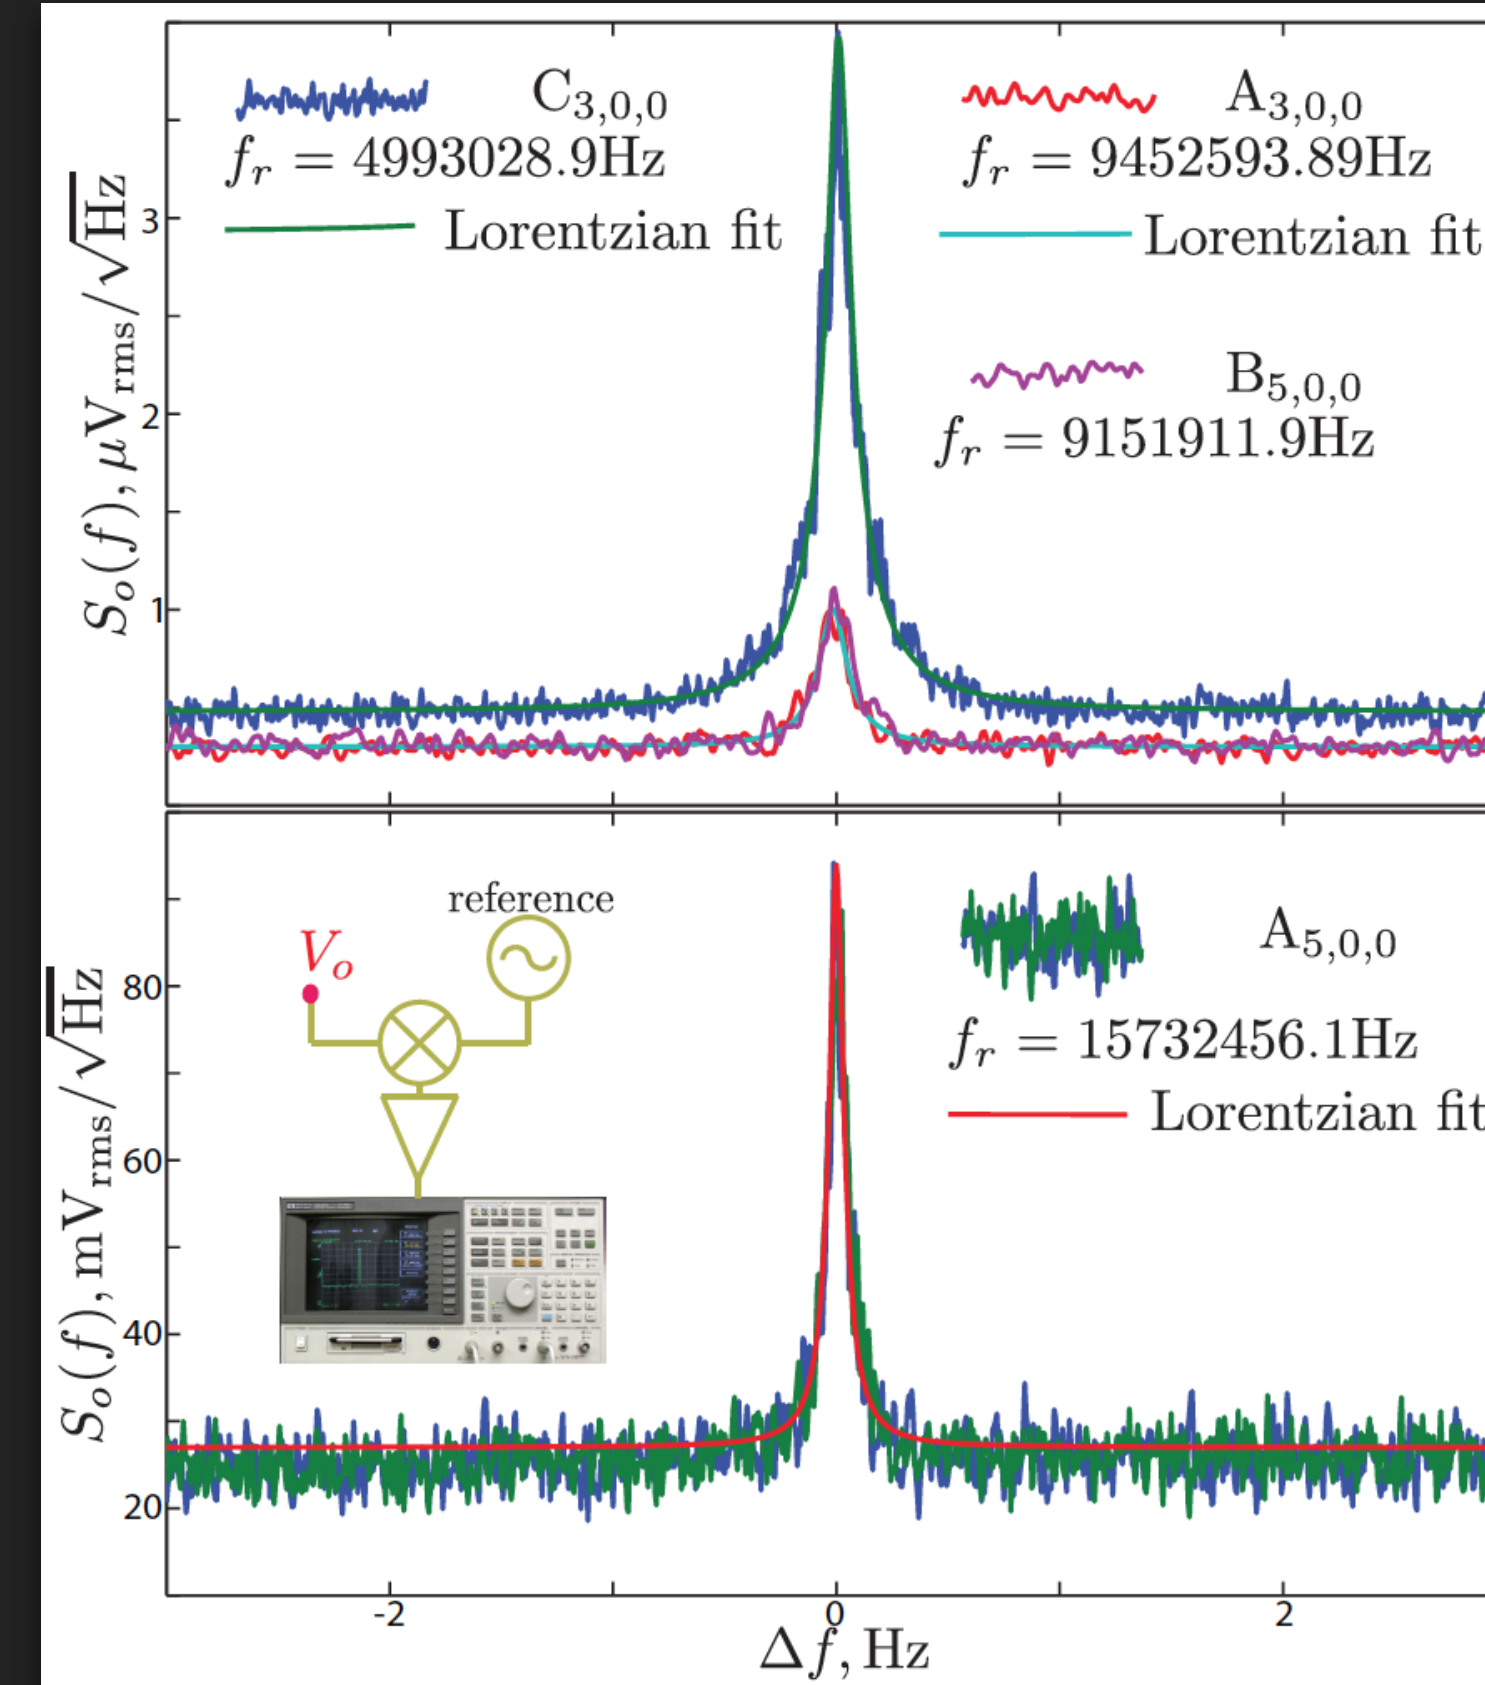 C₃,₀,₀
fᵣ = 4993028.9Hz
Lorentzian fit
A₃,₀,₀
fᵣ = 9452593.89Hz
Lorentzian fit
B₅,₀,₀
fᵣ = 9151911.9Hz
Sₒ(f), μVrms/√Hz
3
2
1
reference
Vₒ
A₅,₀,₀
fᵣ = 15732456.1Hz
Lorentzian fit
Sₒ(f), mVrms/√Hz
80
60
40
20
-2
0
2
Δf, Hz